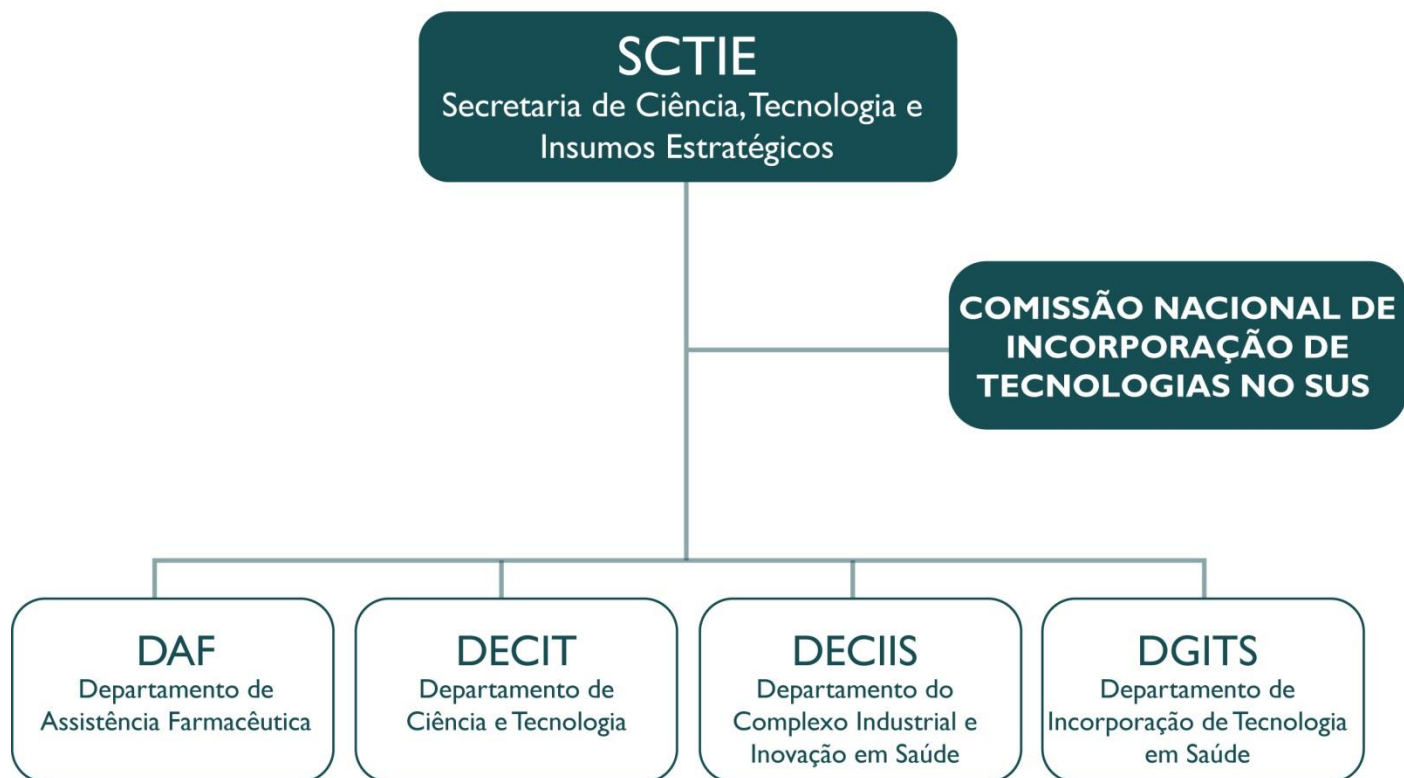 SCTIE
Secretaria de Ciência, Tecnologia e
Insumos Estratégicos
COMISSÃO NACIONAL DE
INCORPORAÇÃO DE
TECNOLOGIAS NO SUS
DAF
Departamento de
Assistência Farmacêutica
DECIT
Departamento de
Ciência e Tecnologia
DECIIS
Departamento do
Complexo Industrial e
Inovação em Saúde
DGITS
Departamento de
Incorporação de Tecnologia
em Saúde